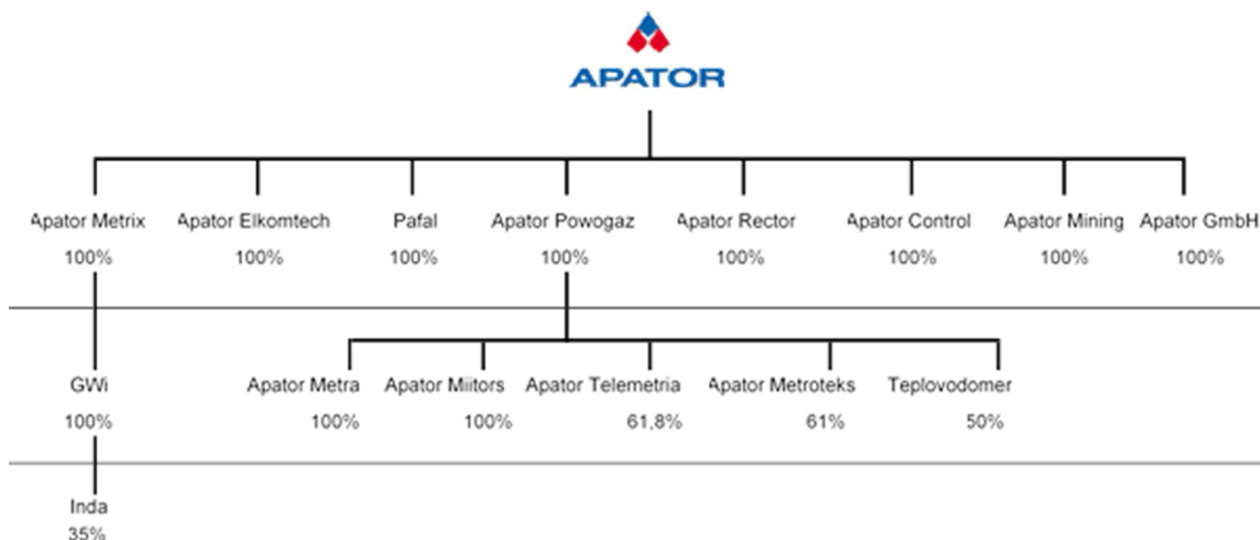 APATOR
Apator Metrix Apator Elkomtech Pafal Apator Powogaz Apator Rector Apator Control Apator Mining Apator GmbH
100% 100% 100% 100% 100% 100% 100% 100%
GWi Apator Metra Apator Miitors Apator Telemetria Apator Metroteks Teplovodomer
100% 100% 100% 61,8% 61% 50%
Inda
35%